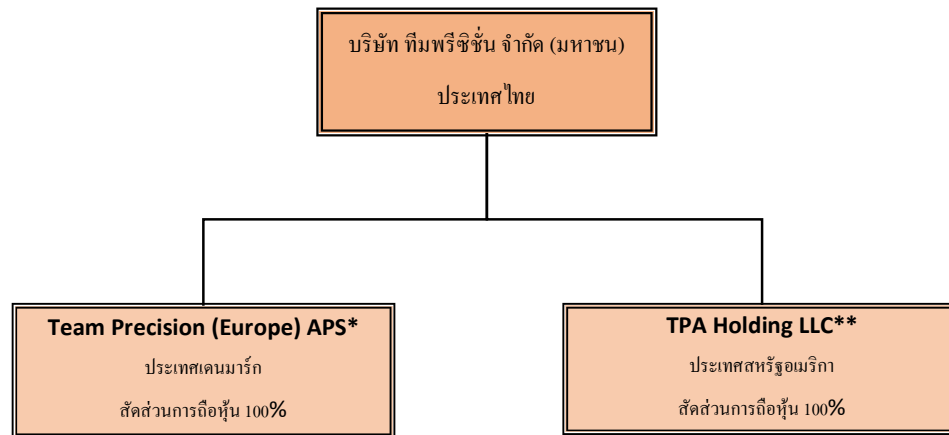 บริษัท ทีมพรีซิชั่น จำกัด (มหาชน)
ประเทศไทย
Team Precision (Europe) APS*
ประเทศเดนมาร์ก
สัดส่วนการถือหุ้น 100%
TPA Holding LLC**
ประเทศสหรัฐอเมริกา
สัดส่วนการถือหุ้น 100%